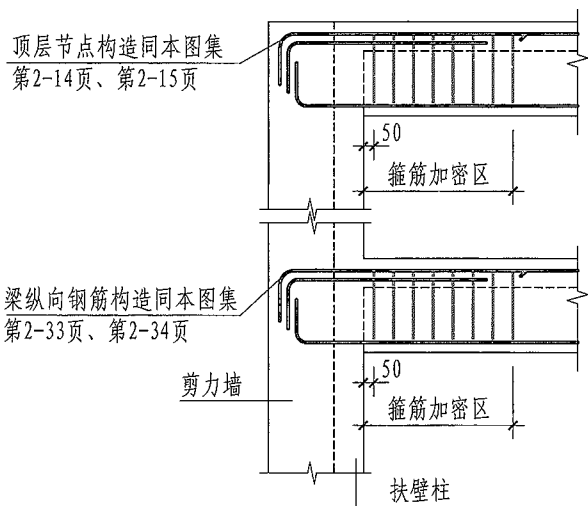 顶层节点构造同本图集
第2-14页、第2-15页
50
箍筋加密区
梁纵向钢筋构造同本图集
第2-33页、第2-34页
50
剪力墙
箍筋加密区
扶壁柱